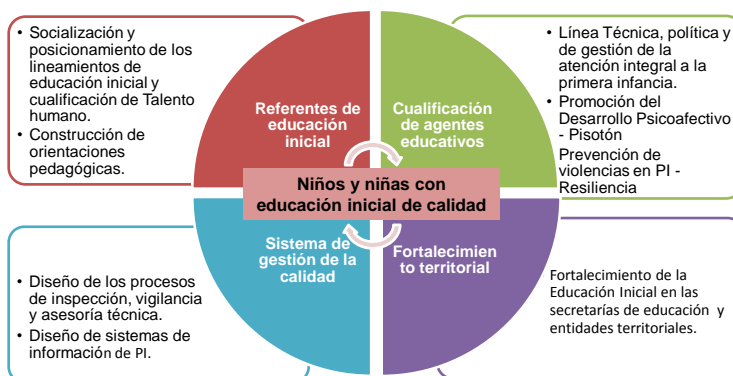 • Socialización y
posicionamiento de los
lineamientos de
educación inicial y
cualificación de Talento
humano.
• Construcción de
orientaciones
pedagógicas.
Referentes de
educación
inicial
Cualificación
de agentes
educativos
• Línea Técnica, política y
de gestión de la
atención integral a la
primera infancia.
• Promoción del
Desarrollo Psicoafectivo
- Pisotón
Prevención de
violencias en PI -
Resiliencia
Niños y niñas con
educación inicial de calidad
• Diseño de los procesos
de inspección, vigilancia
y asesoría técnica.
• Diseño de sistemas de
información de PI.
Sistema de
gestión de la
calidad
Fortalecimien
to territorial
Fortalecimiento de la
Educación Inicial en las
secretarías de educación y
entidades territoriales.